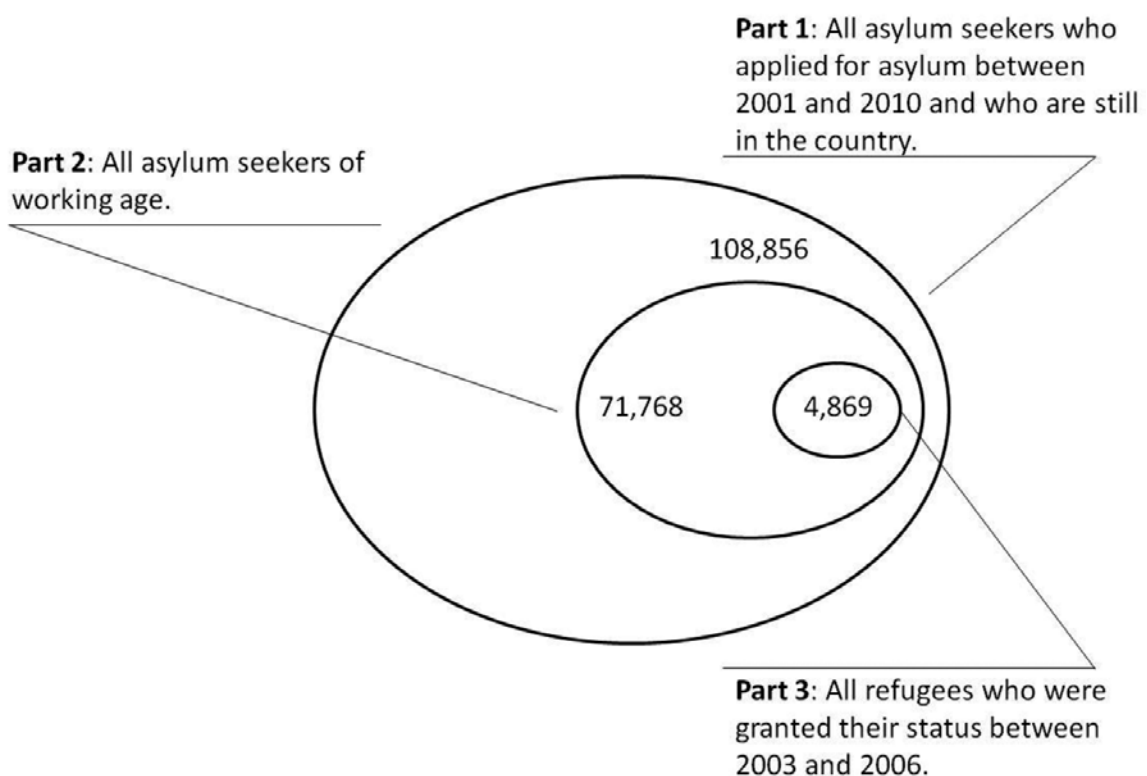 Part 1: All asylum seekers who
applied for asylum between
2001 and 2010 and who are still
in the country.
Part 2: All asylum seekers of
working age.
108,856
71,768
4,869
Part 3: All refugees who were
granted their status between
2003 and 2006.